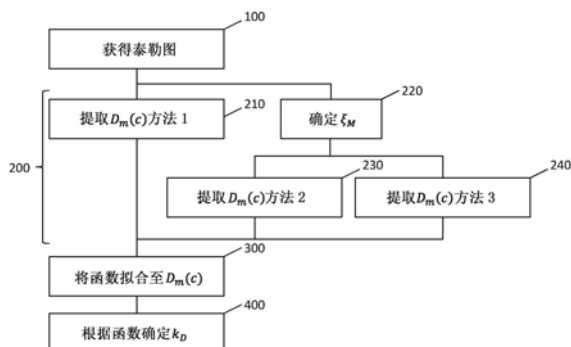 100
获得泰勒图
210
220
提取D_m(c)方法 1
确定 ξ_M
200
230
240
提取D_m(c)方法 2
提取D_m(c)方法 3
300
将函数拟合至D_m(c)
400
根据函数确定k_D